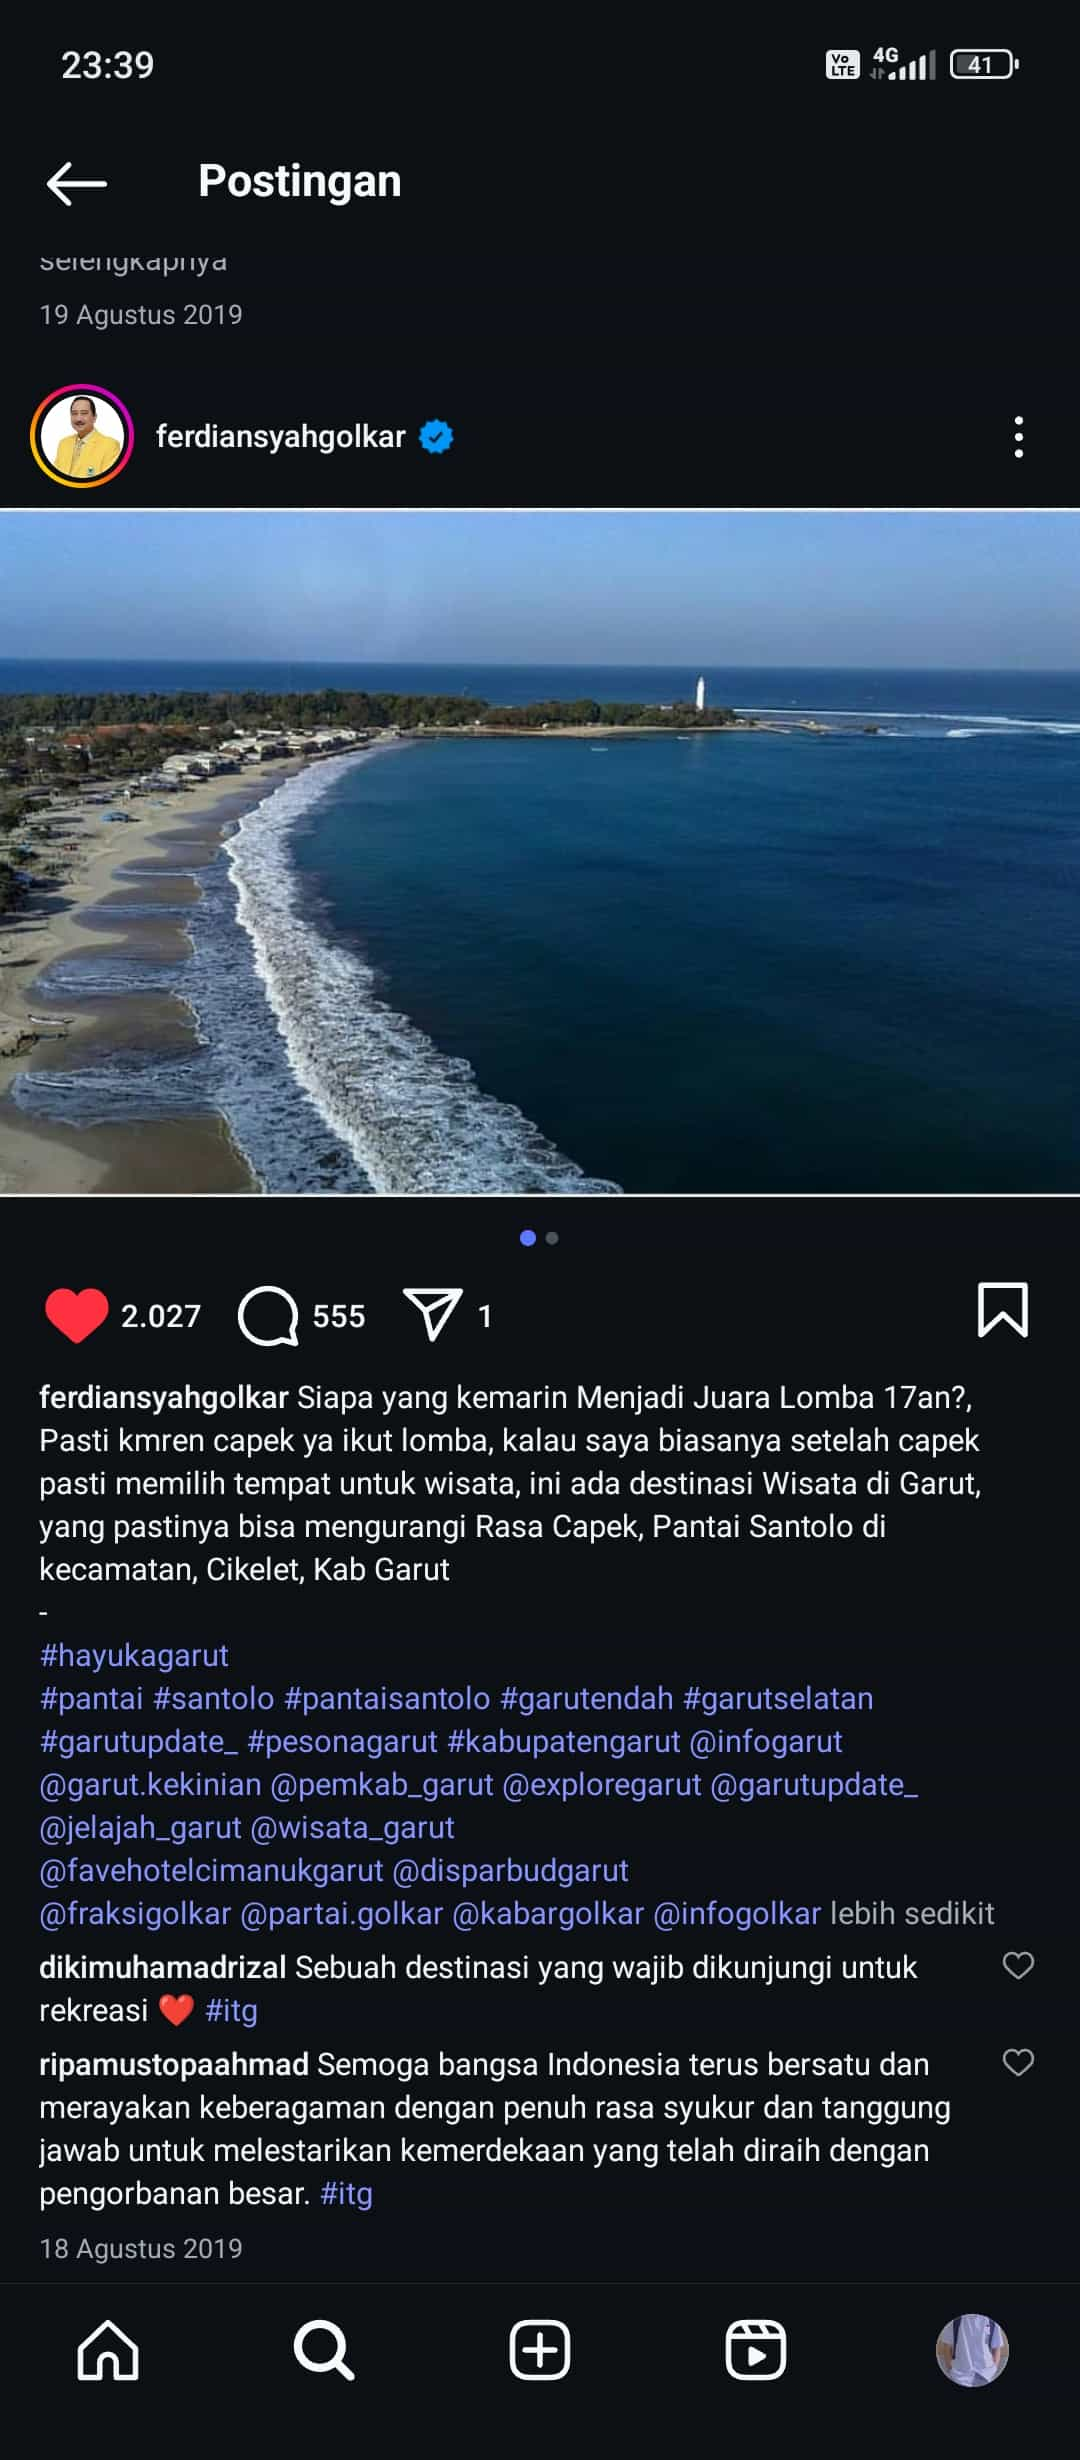 23:39
Vo LTE 4G 41
Postingan
selengkapnya
19 Agustus 2019
ferdiansyahgolkar
2.027 555 1
ferdiansyahgolkar Siapa yang kemarin Menjadi Juara Lomba 17an?,
Pasti kmren capek ya ikut lomba, kalau saya biasanya setelah capek
pasti memilih tempat untuk wisata, ini ada destinasi Wisata di Garut,
yang pastinya bisa mengurangi Rasa Capek, Pantai Santolo di
kecamatan, Cikelet, Kab Garut
-
#hayukagarut
#pantai #santolo #pantaisantolo #garutendah #garutselatan
#garutupdate_ #pesonagarut #kabupatengarut @infogarut
@garut.kekinian @pemkab_garut @exploregarut @garutupdate_
@jelajah_garut @wisata_garut
@favehotelcimanukgarut @disparbudgarut
@fraksigolkar @partai.golkar @kabargolkar @infogolkar lebih sedikit
dikimuhamadrizal Sebuah destinasi yang wajib dikunjungi untuk
rekreasi ❤️ #itg
ripamustopaahmad Semoga bangsa Indonesia terus bersatu dan
merayakan keberagaman dengan penuh rasa syukur dan tanggung
jawab untuk melestarikan kemerdekaan yang telah diraih dengan
pengorbanan besar. #itg
18 Agustus 2019